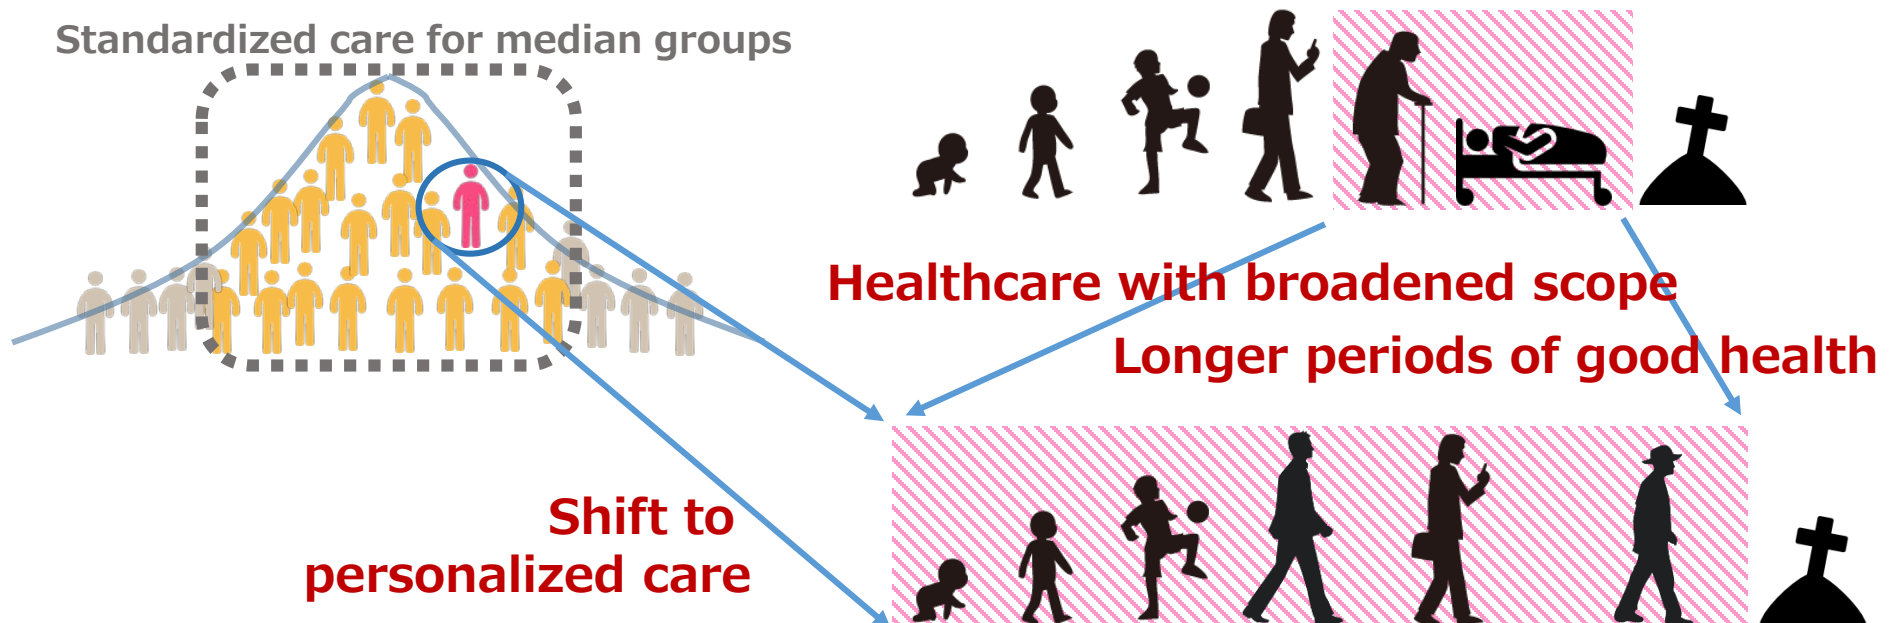 Standardized care for median groups
Healthcare with broadened scope
Longer periods of good health
Shift to
personalized care